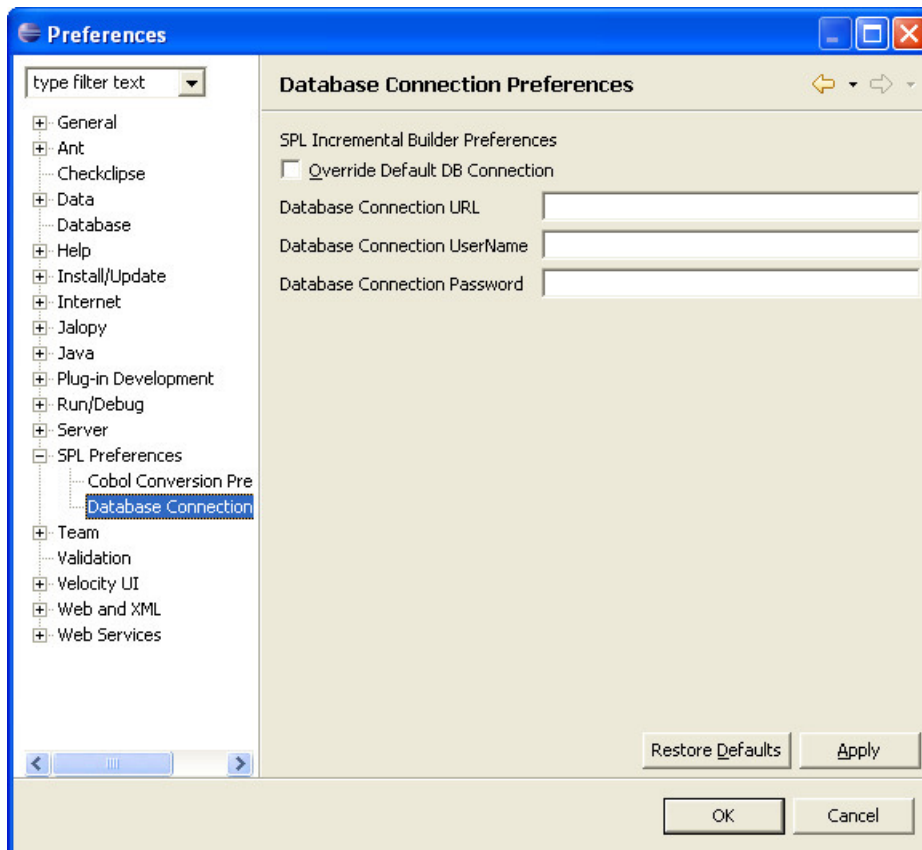 Preferences
type filter text
General
Ant
Checkclipse
Data
Database
Help
Install/Update
Internet
Jalopy
Java
Plug-in Development
Run/Debug
Server
SPL Preferences
Cobol Conversion Pre
Database Connection
Team
Validation
Velocity UI
Web and XML
Web Services
Database Connection Preferences
SPL Incremental Builder Preferences
Override Default DB Connection
Database Connection URL
Database Connection UserName
Database Connection Password
Restore Defaults Apply
OK Cancel